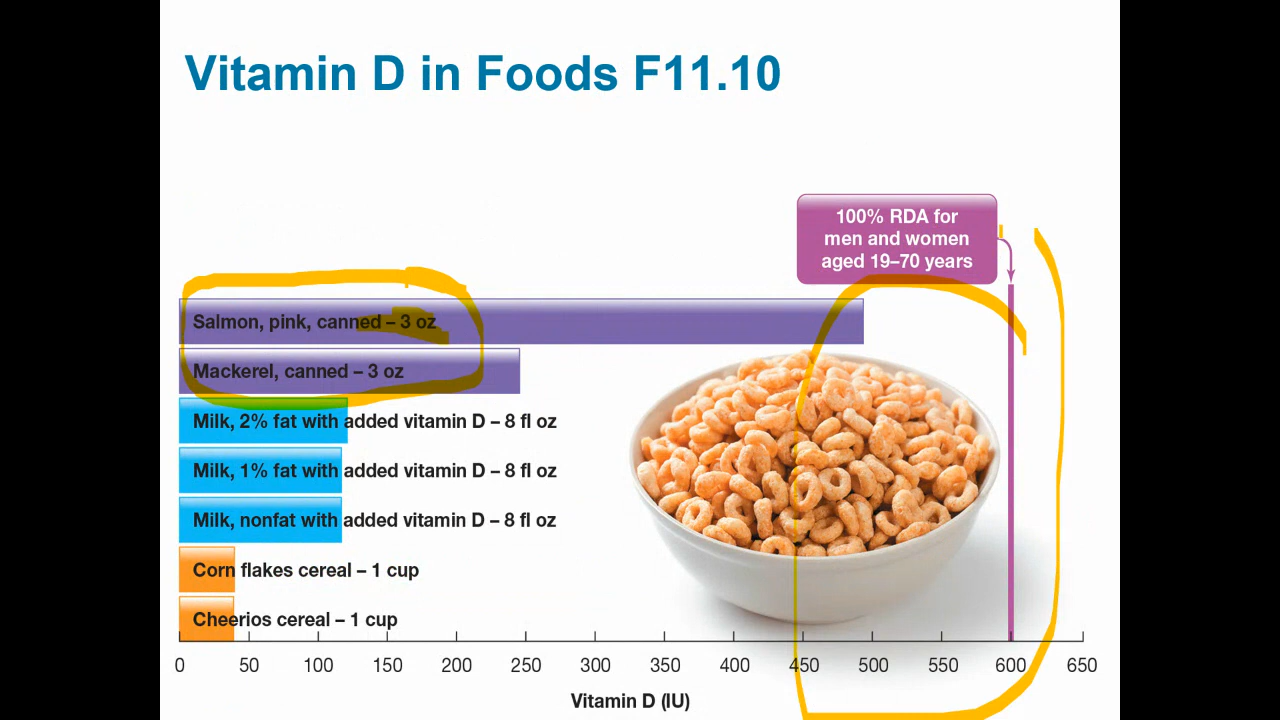 Vitamin D in Foods F11.10
100% RDA for
men and women
aged 19–70 years
Salmon, pink, canned – 3 oz
Mackerel, canned – 3 oz
Milk, 2% fat with added vitamin D – 8 fl oz
Milk, 1% fat with added vitamin D – 8 fl oz
Milk, nonfat with added vitamin D – 8 fl oz
Corn flakes cereal – 1 cup
Cheerios cereal – 1 cup
0 50 100 150 200 250 300 350 400 450 500 550 600 650
Vitamin D (IU)